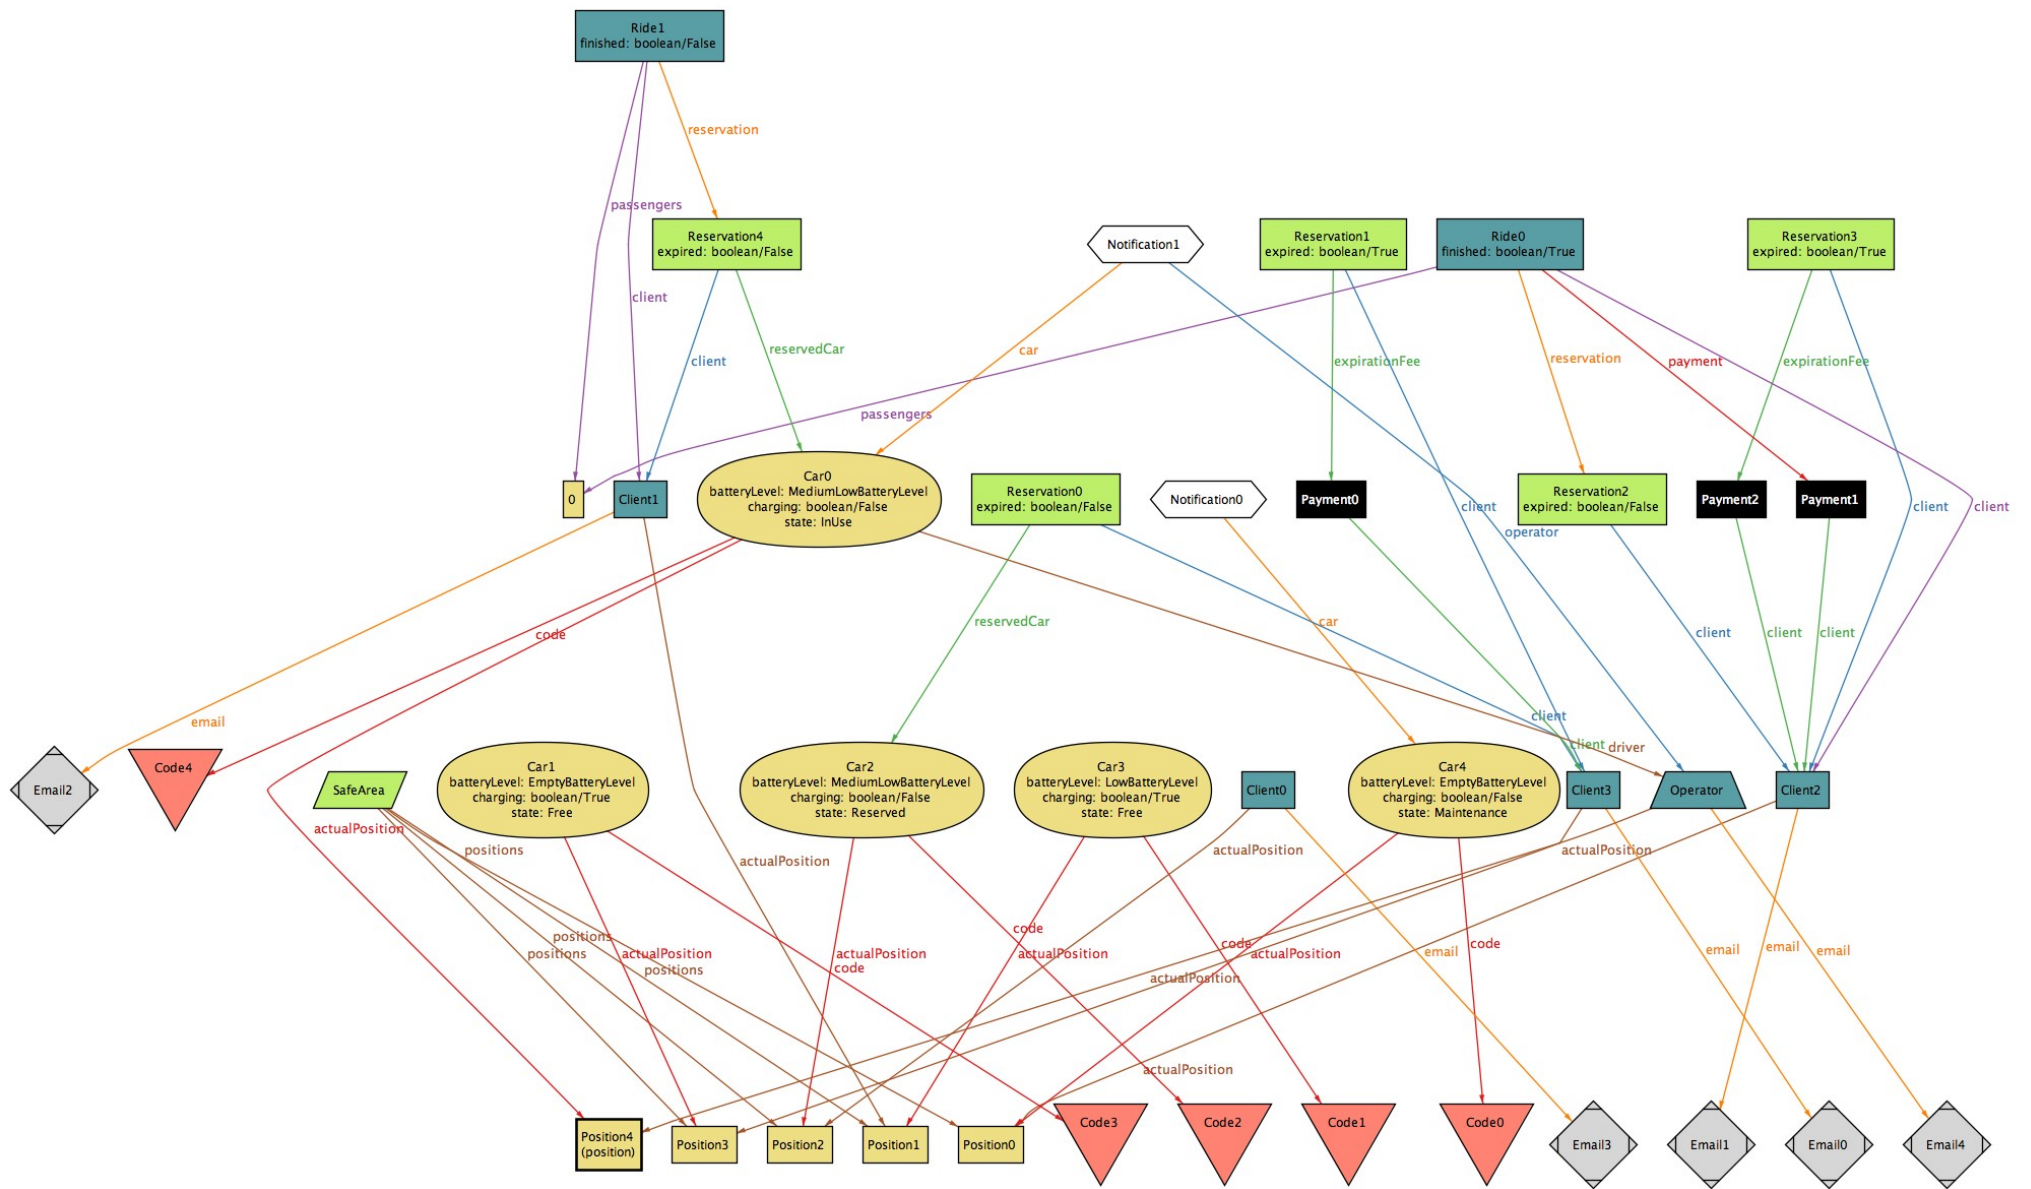 Ride1
finished: boolean/False
reservation
passengers
Reservation4
expired: boolean/False
Notification1
Reservation1
expired: boolean/True
Ride0
finished: boolean/True
Reservation3
expired: boolean/True
client
client
reservedCar
car
expirationFee
reservation
payment
expirationFee
passengers
0
Client1
Car0
batteryLevel: MediumLowBatteryLevel
charging: boolean/False
state: InUse
Reservation0
expired: boolean/False
Notification0
Payment0
client
operator
Reservation2
expired: boolean/False
Payment2
Payment1
client
client
code
reservedCar
car
client
client
client
email
client
client
driver
Email2
Code4
SafeArea
Car1
batteryLevel: EmptyBatteryLevel
charging: boolean/True
state: Free
Car2
batteryLevel: MediumLowBatteryLevel
charging: boolean/False
state: Reserved
Car3
batteryLevel: LowBatteryLevel
charging: boolean/True
state: Free
Client0
Car4
batteryLevel: EmptyBatteryLevel
charging: boolean/False
state: Maintenance
Client3
Operator
Client2
actualPosition
positions
actualPosition
actualPosition
actualPosition
positions
positions
actualPosition
positions
actualPosition
code
code
actualPosition
code
actualPosition
email
code
actualPosition
email
email
email
actualPosition
Position4
(position)
Position3
Position2
Position1
Position0
Code3
Code2
Code1
Code0
Email3
Email1
Email0
Email4